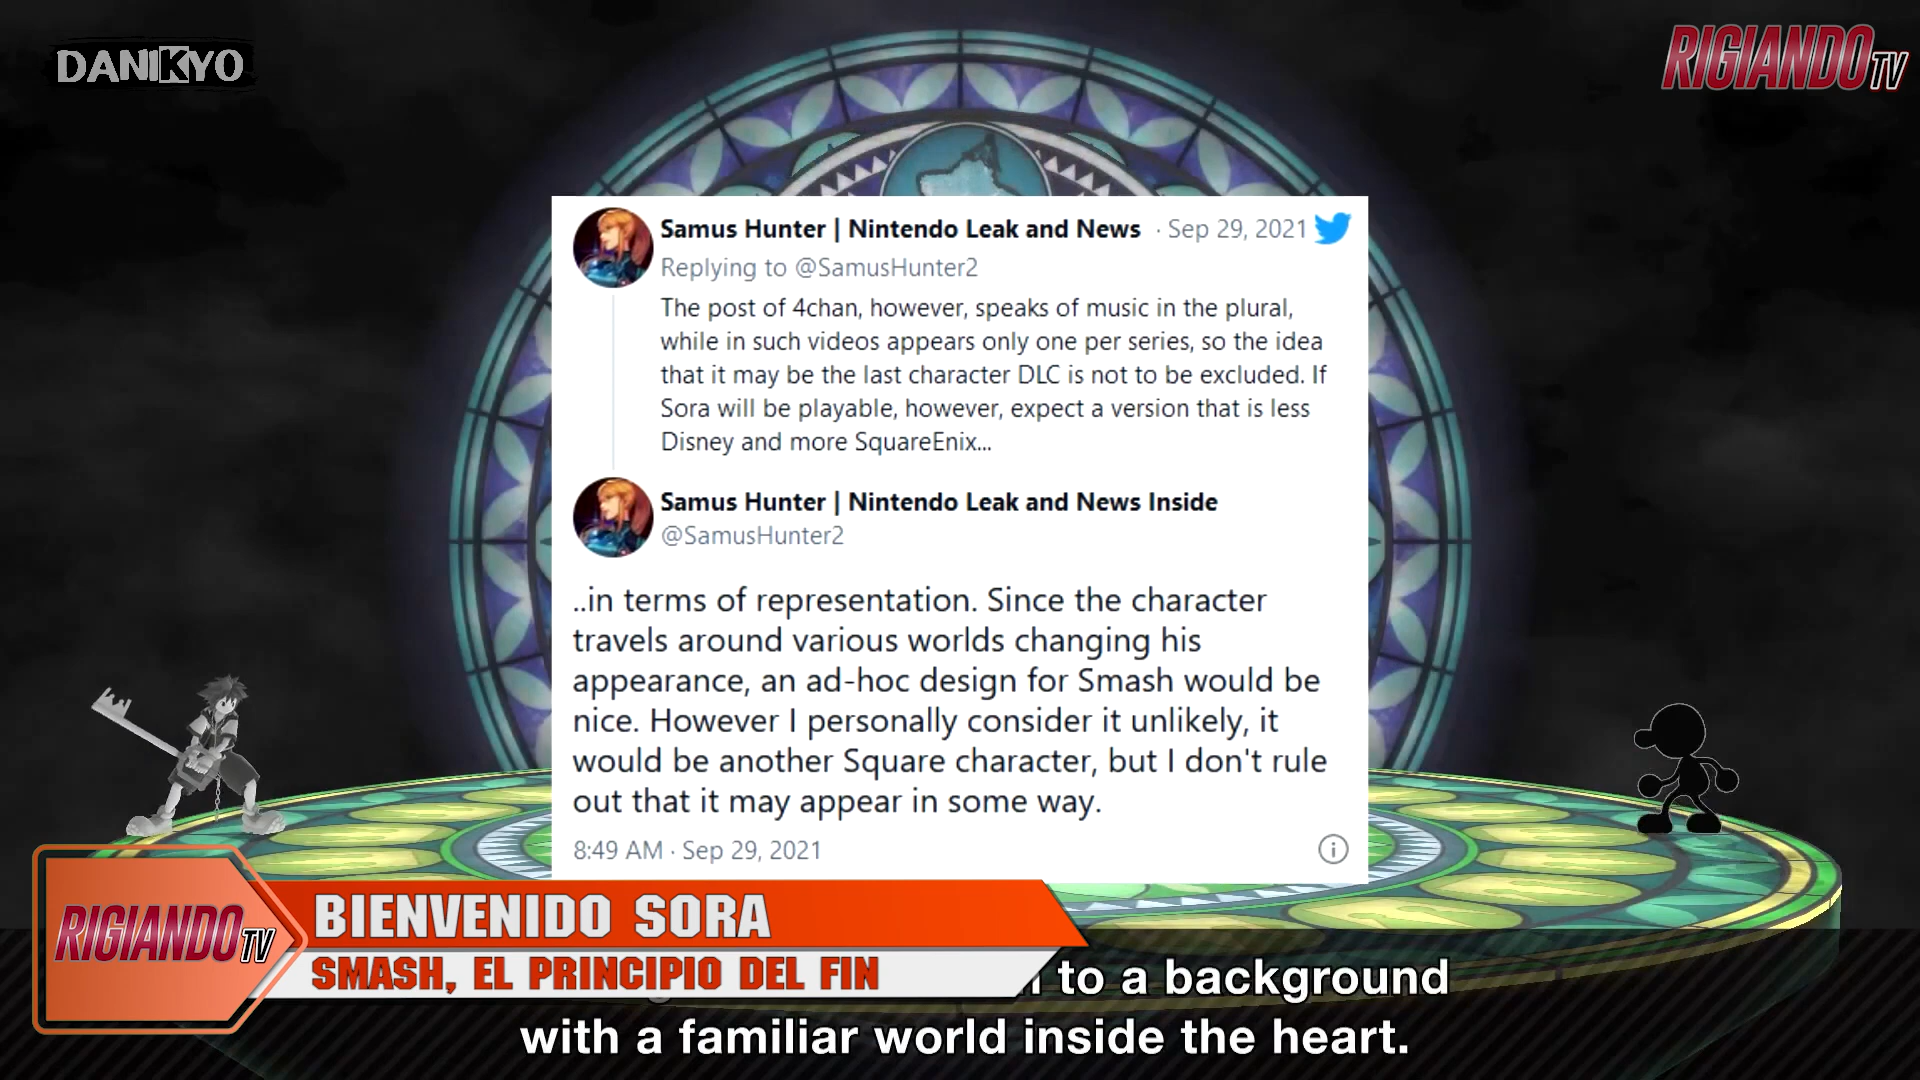 DANIKYO
RIGIANDO TV
Samus Hunter | Nintendo Leak and News · Sep 29, 2021
Replying to @SamusHunter2
The post of 4chan, however, speaks of music in the plural,
while in such videos appears only one per series, so the idea
that it may be the last character DLC is not to be excluded. If
Sora will be playable, however, expect a version that is less
Disney and more SquareEnix...
Samus Hunter | Nintendo Leak and News Inside
@SamusHunter2
..in terms of representation. Since the character
travels around various worlds changing his
appearance, an ad-hoc design for Smash would be
nice. However I personally consider it unlikely, it
would be another Square character, but I don't rule
out that it may appear in some way.
8:49 AM · Sep 29, 2021
RIGIANDO TV
BIENVENIDO SORA
SMASH, EL PRINCIPIO DEL FIN
to a background
with a familiar world inside the heart.